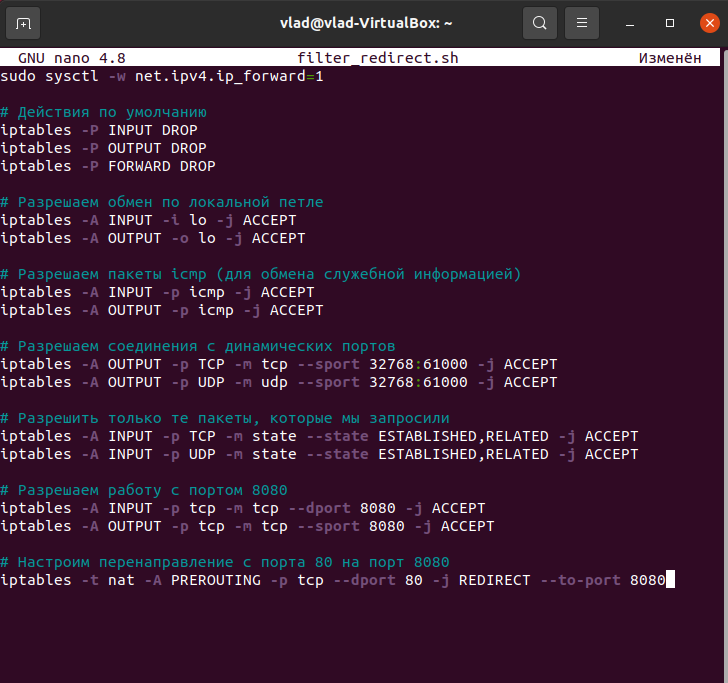 vlad@vlad-VirtualBox: ~
GNU nano 4.8 filter_redirect.sh Изменён
sudo sysctl -w net.ipv4.ip_forward=1
# Действия по умолчанию
iptables -P INPUT DROP
iptables -P OUTPUT DROP
iptables -P FORWARD DROP
# Разрешаем обмен по локальной петле
iptables -A INPUT -i lo -j ACCEPT
iptables -A OUTPUT -o lo -j ACCEPT
# Разрешаем пакеты icmp (для обмена служебной информацией)
iptables -A INPUT -p icmp -j ACCEPT
iptables -A OUTPUT -p icmp -j ACCEPT
# Разрешаем соединения с динамических портов
iptables -A OUTPUT -p TCP -m tcp --sport 32768:61000 -j ACCEPT
iptables -A OUTPUT -p UDP -m udp --sport 32768:61000 -j ACCEPT
# Разрешить только те пакеты, которые мы запросили
iptables -A INPUT -p TCP -m state --state ESTABLISHED,RELATED -j ACCEPT
iptables -A INPUT -p UDP -m state --state ESTABLISHED,RELATED -j ACCEPT
# Разрешаем работу с портом 8080
iptables -A INPUT -p tcp -m tcp --dport 8080 -j ACCEPT
iptables -A OUTPUT -p tcp -m tcp --sport 8080 -j ACCEPT
# Настроим перенаправление с порта 80 на порт 8080
iptables -t nat -A PREROUTING -p tcp --dport 80 -j REDIRECT --to-port 8080